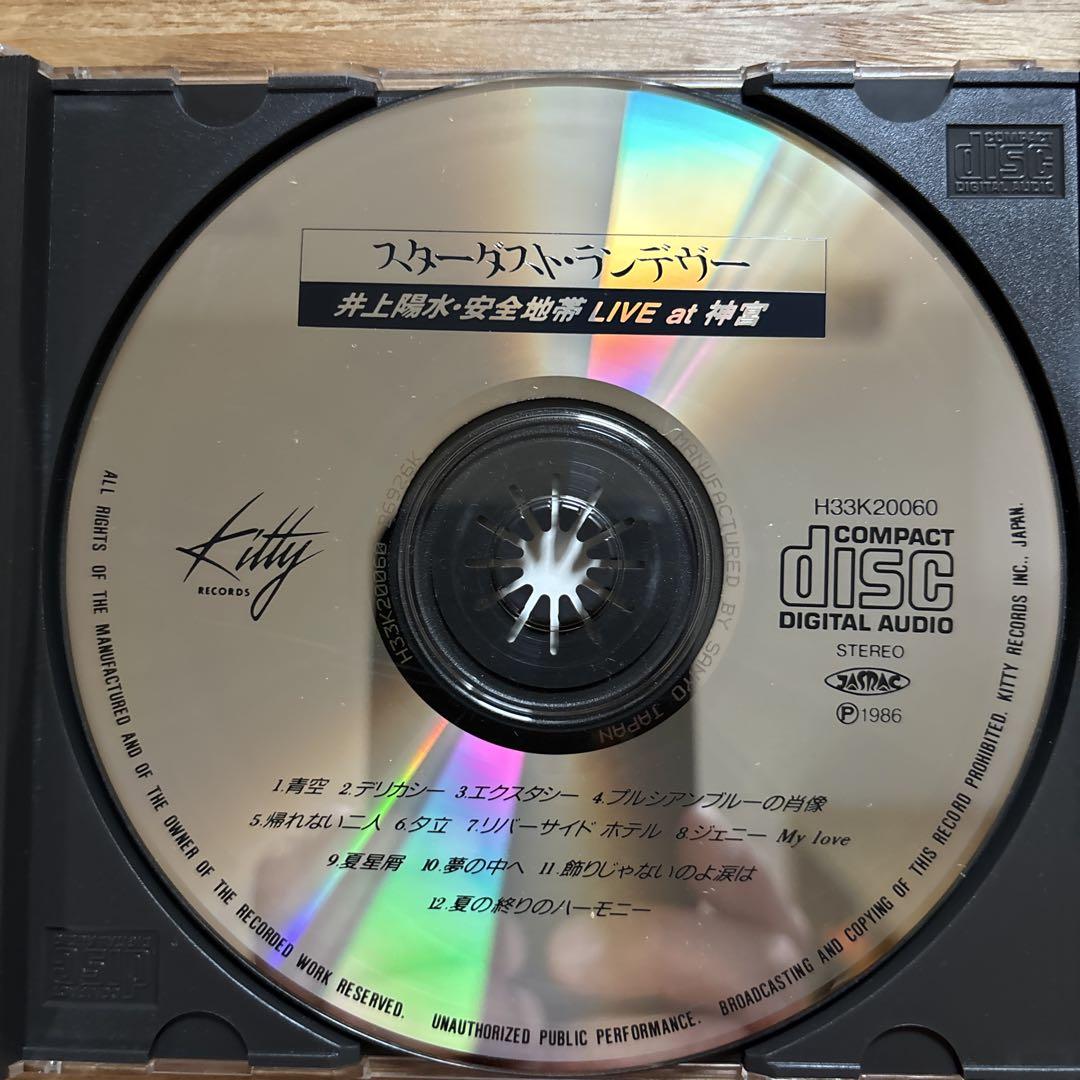 スターダスト・ランデヴー
井上陽水・安全地帯 LIVE at 神宮
COMPACT
disc
DIGITAL AUDIO
Kitty
RECORDS
H33K20060
COMPACT
disc
DIGITAL AUDIO
STEREO
JASRAC
Ⓟ1986
H33K20060 86926K
MANUFACTURED BY SANYO JAPAN
1.青空 2.デリカシー 3.エクスタシー 4.プルシアンブルーの肖像
5.帰れない二人 6.夕立 7.リバーサイド ホテル 8.ジェニー My love
9.夏星屑 10.夢の中へ 11.飾りじゃないのよ涙は
12.夏の終りのハーモニー
ALL RIGHTS OF THE MANUFACTURED AND OF THE OWNER OF THE RECORDED WORK RESERVED. UNAUTHORIZED PUBLIC PERFORMANCE. BROADCASTING AND COPYING OF THIS RECORD PROHIBITED. KITTY RECORDS INC., JAPAN.